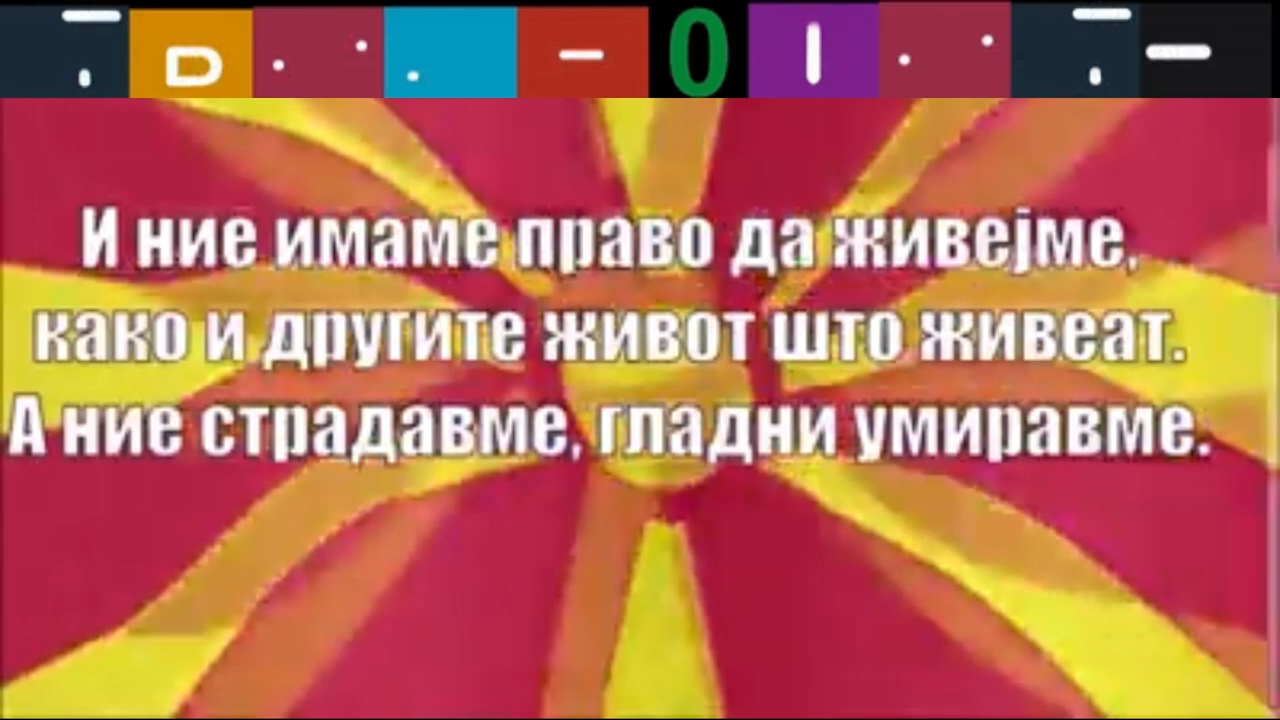 И ние имаме право да живејме,
како и другите живот што живеат.
А ние страдавме, гладни умиравме.